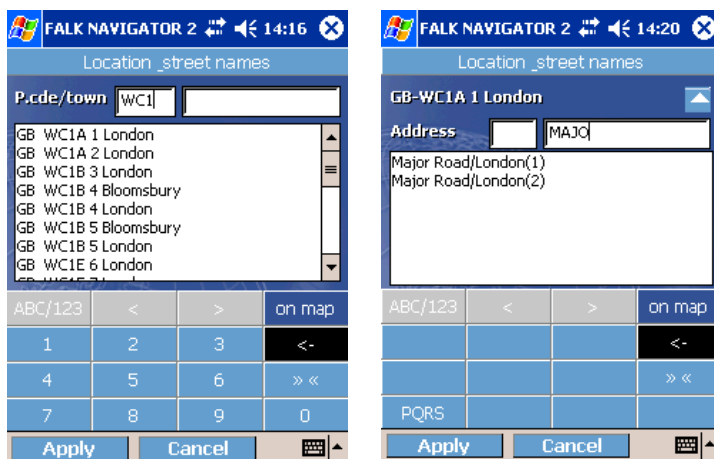 FALK NAVIGATOR 2 14:16
Location _street names
P.cde/town WC1
GB WC1A 1 London
GB WC1A 2 London
GB WC1B 3 London
GB WC1B 4 Bloomsbury
GB WC1B 4 London
GB WC1B 5 Bloomsbury
GB WC1B 5 London
GB WC1E 6 London
ABC/123 < > on map
1 2 3 <-
4 5 6 » «
7 8 9 0
Apply Cancel
FALK NAVIGATOR 2 14:20
Location _street names
GB-WC1A 1 London
Address MAJO
Major Road/London(1)
Major Road/London(2)
ABC/123 < > on map
<-
» «
PQRS
Apply Cancel